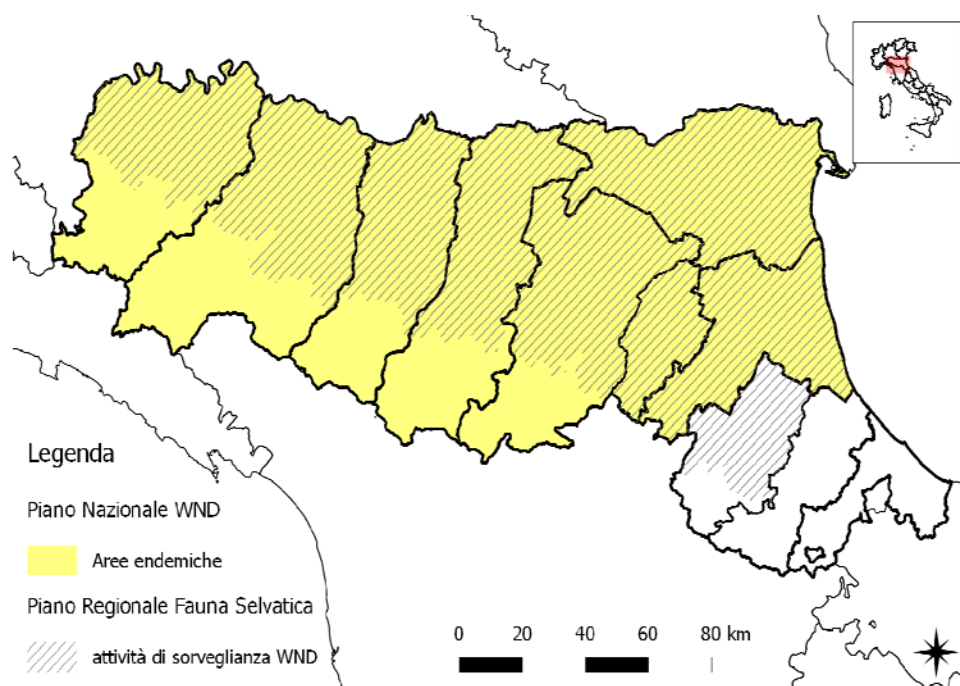 Legenda
Piano Nazionale WND
Aree endemiche
Piano Regionale Fauna Selvatica
attività di sorveglianza WND
0 20 40 60 80 km